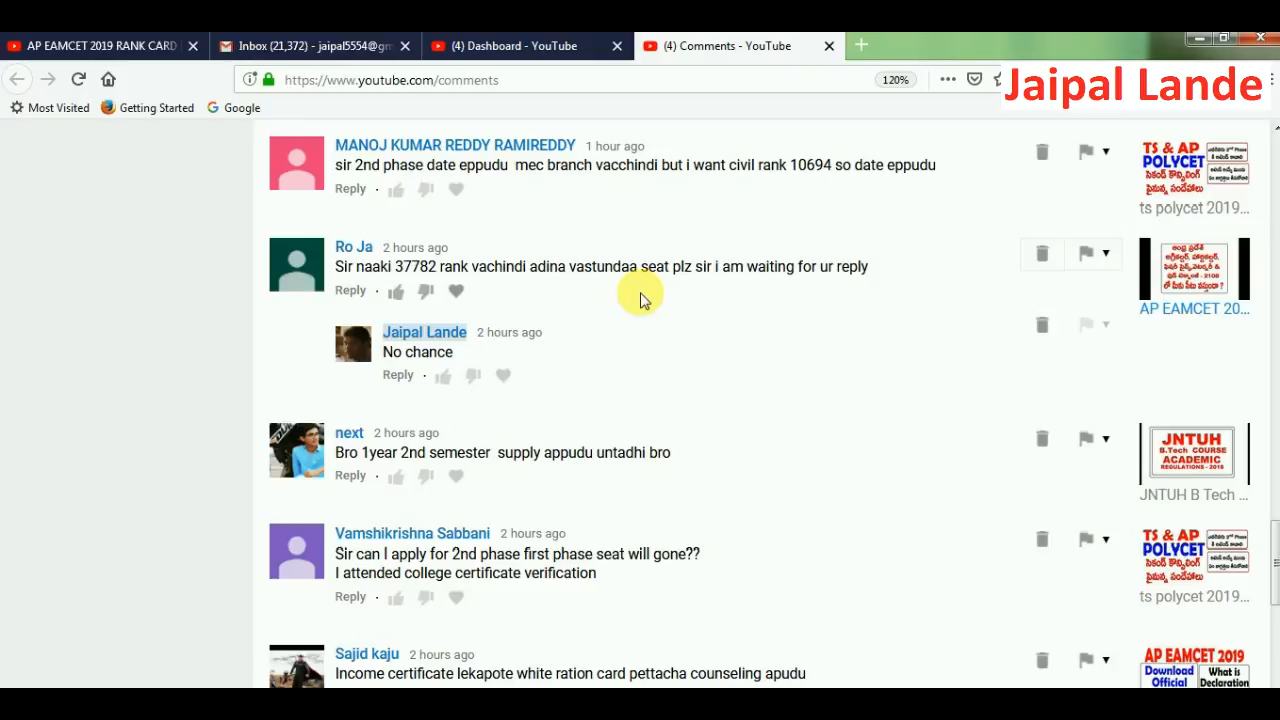 AP EAMCET 2019 RANK CARD
Inbox (21,372) - jaipal5554@gm
(4) Dashboard - YouTube
(4) Comments - YouTube
https://www.youtube.com/comments
120%
Jaipal Lande
Most Visited
Getting Started
Google
MANOJ KUMAR REDDY RAMIREDDY 1 hour ago
sir 2nd phase date eppudu mec branch vacchindi but i want civil rank 10694 so date eppudu
Reply
TS & AP
POLYCET
సెకండ్ కౌన్సిలింగ్
పైమన్న సందేహాలు
ts polycet 2019...
Ro Ja 2 hours ago
Sir naaki 37782 rank vachindi adina vastundaa seat plz sir i am waiting for ur reply
Reply
AP EAMCET 20...
Jaipal Lande 2 hours ago
No chance
Reply
next 2 hours ago
Bro 1year 2nd semester supply appudu untadhi bro
Reply
JNTUH
B.Tech COURSE
ACADEMIC
REGULATIONS - 2018
JNTUH B Tech ...
Vamshikrishna Sabbani 2 hours ago
Sir can I apply for 2nd phase first phase seat will gone??
I attended college certificate verification
Reply
TS & AP
POLYCET
సెకండ్ కౌన్సిలింగ్
పైమన్న సందేహాలు
ts polycet 2019...
Sajid kaju 2 hours ago
Income certificate lekapote white ration card pettacha counseling apudu
AP EAMCET 2019
Download
Official
What is
Declaration